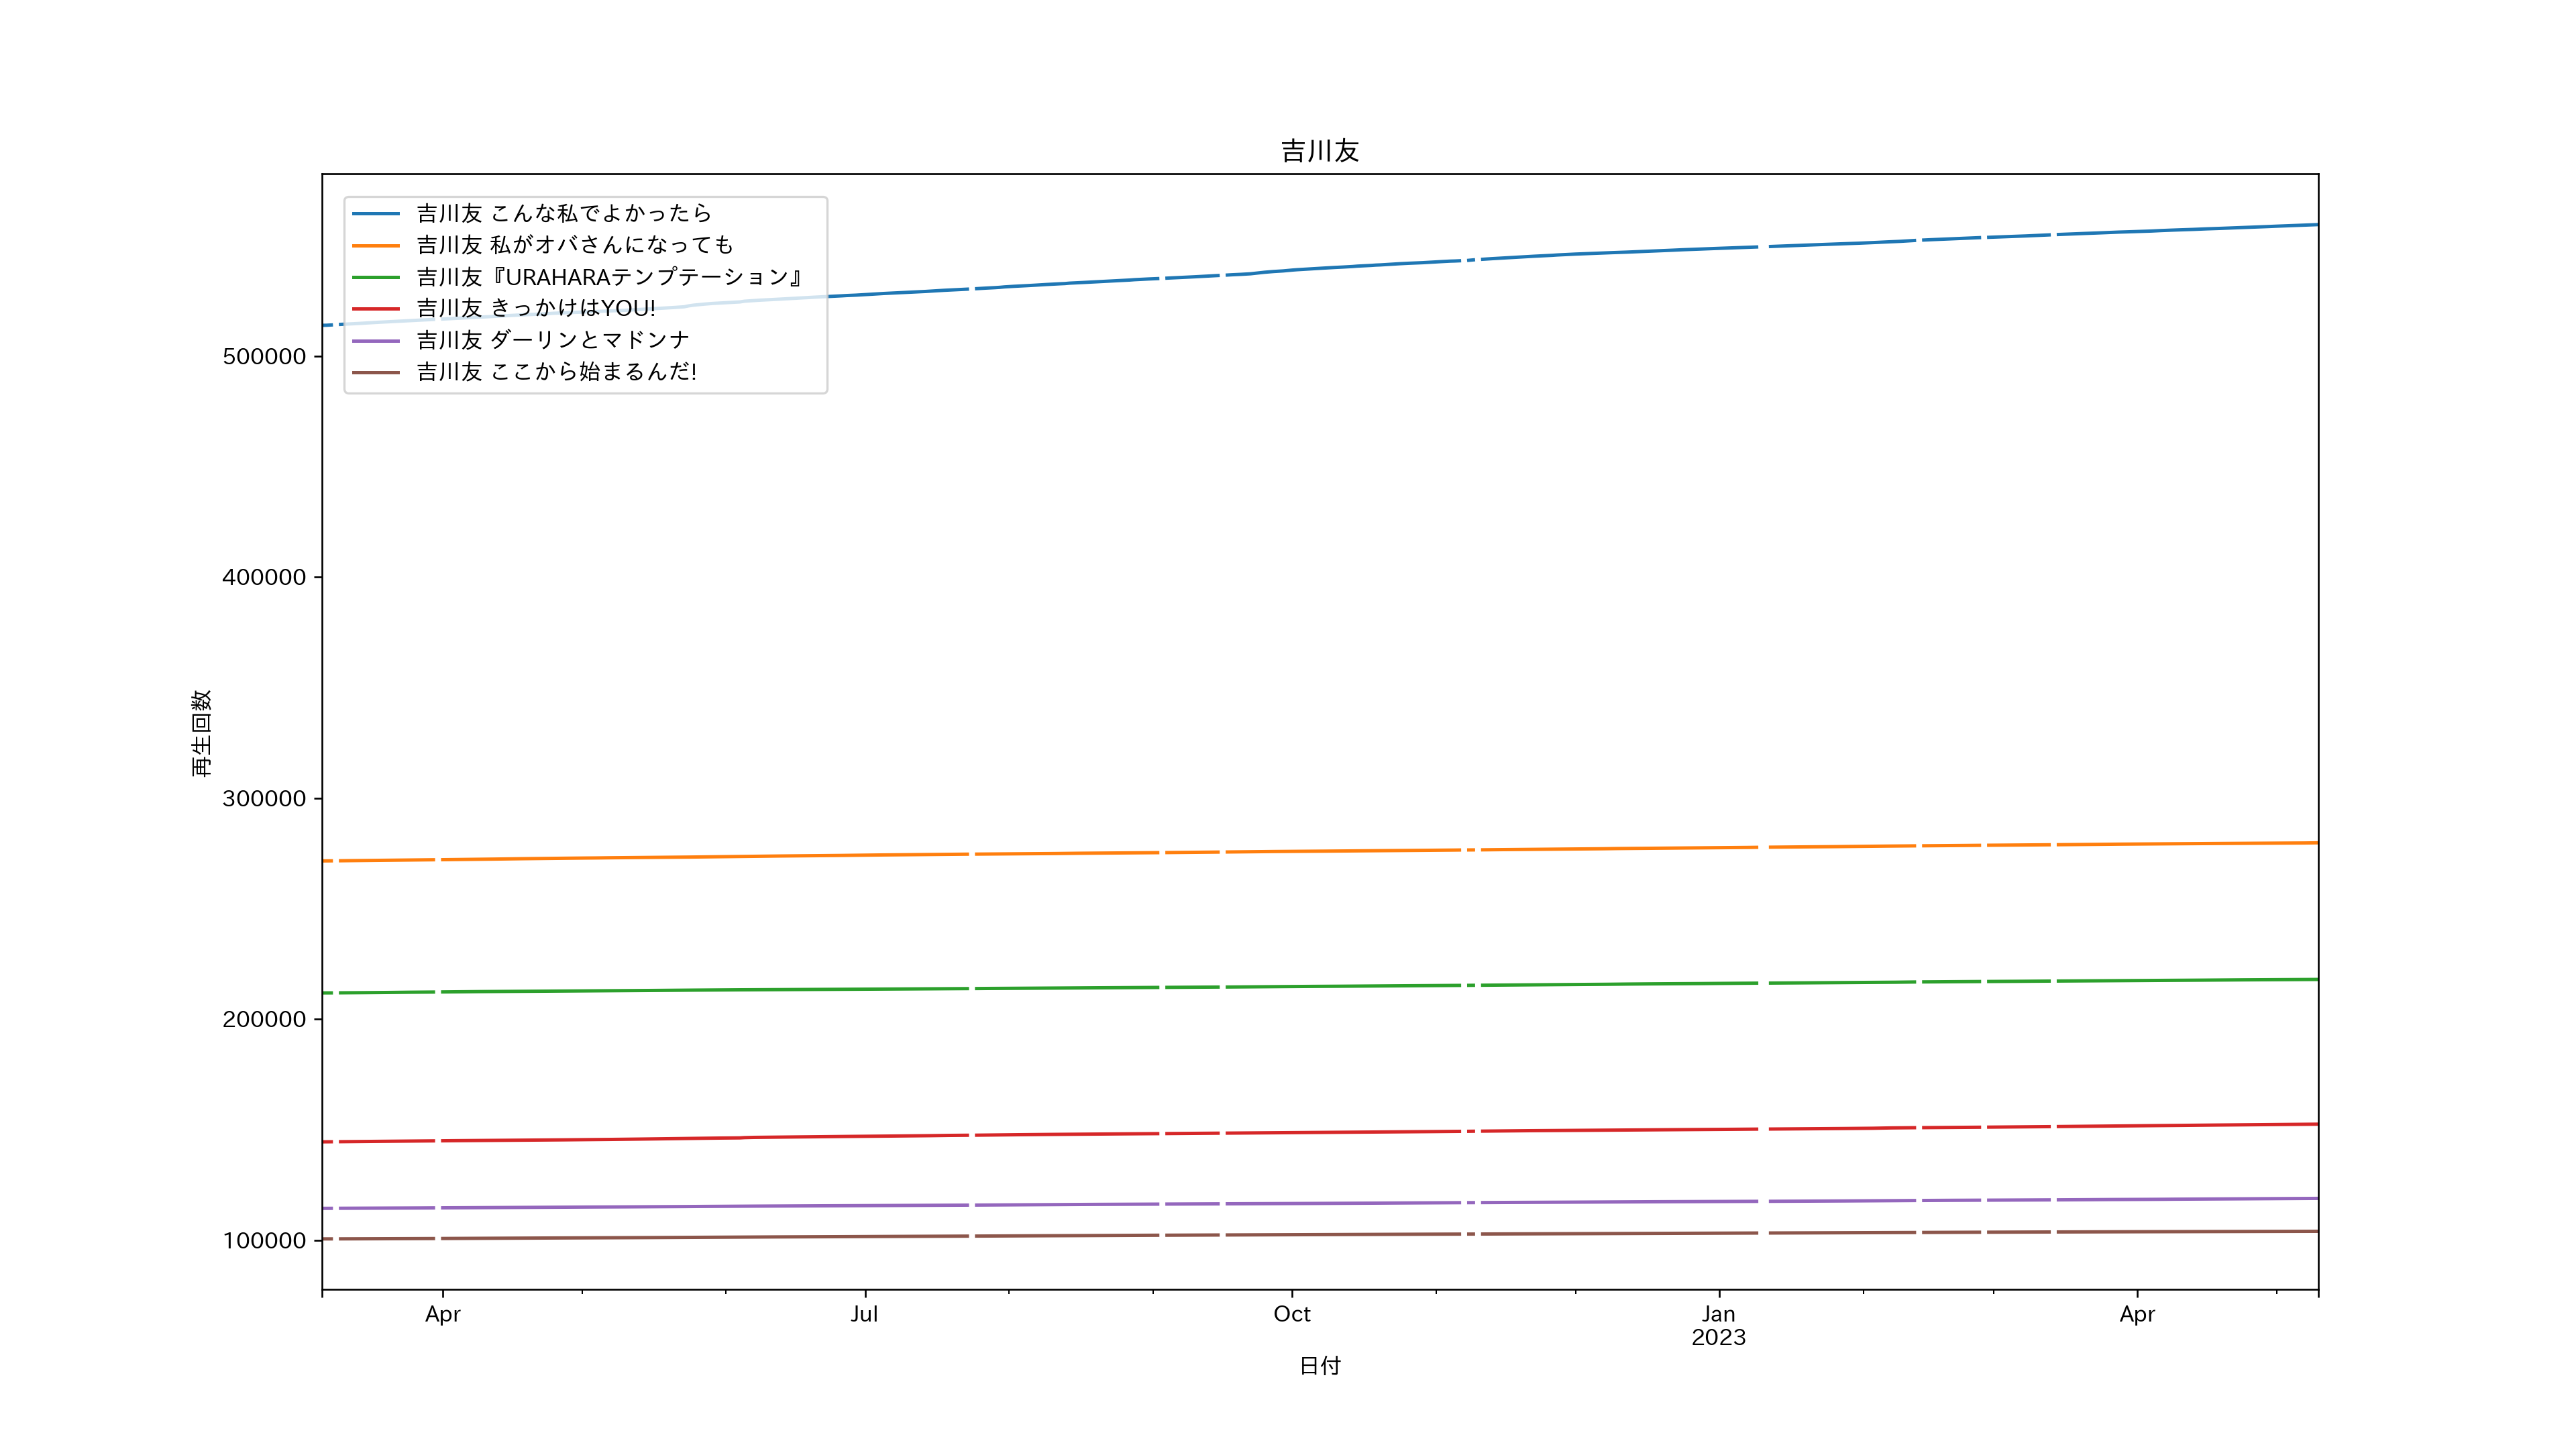 吉川友
吉川友 こんな私でよかったら
吉川友 私がオバさんになっても
吉川友『URAHARAテンプテーション』
吉川友 きっかけはYOU!
吉川友 ダーリンとマドンナ
吉川友 ここから始まるんだ!
500000
400000
300000
200000
100000
再生回数
Apr
Jul
Oct
Jan
2023
Apr
日付